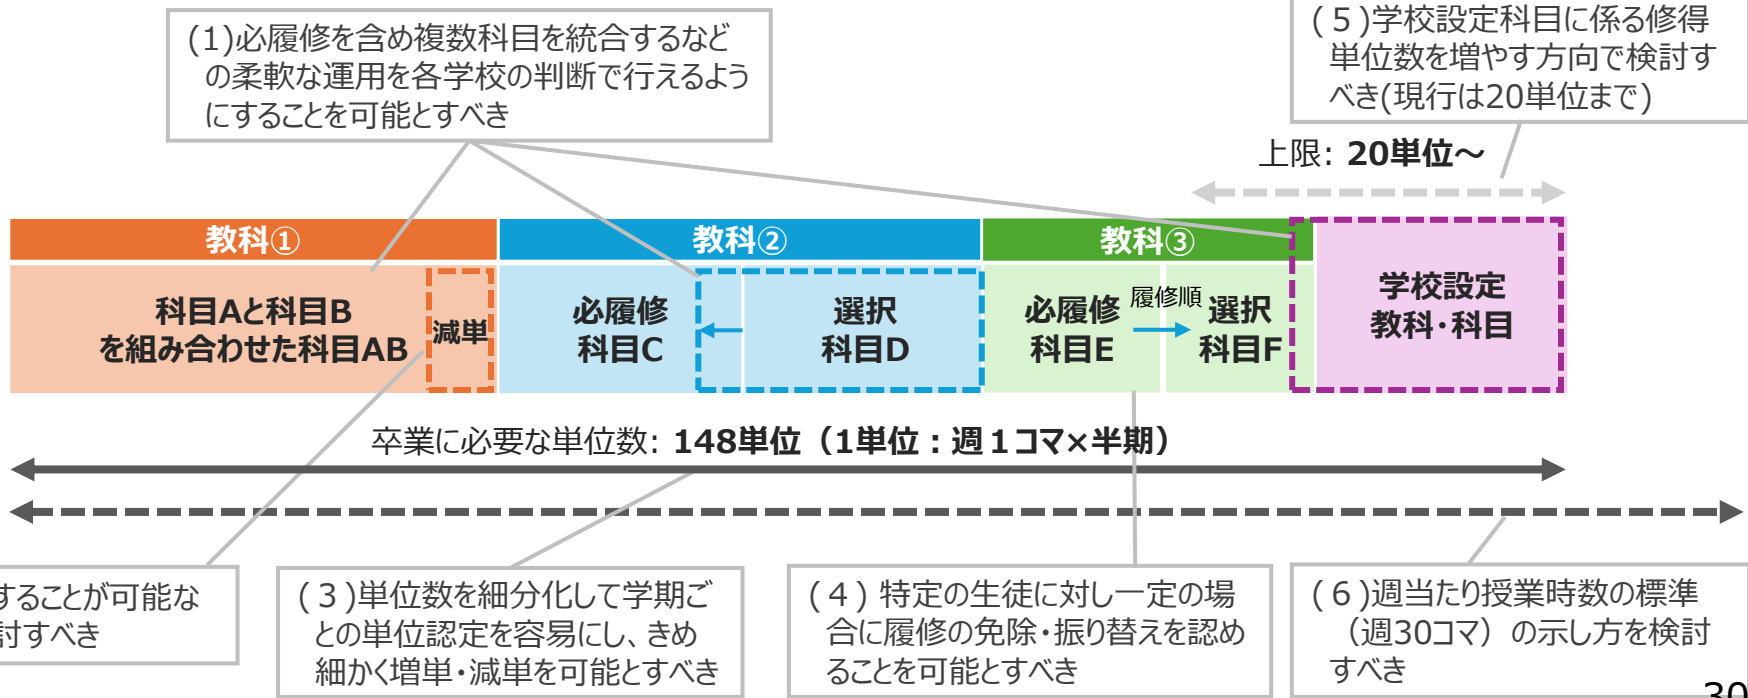 (1)必履修を含め複数科目を統合するなど
の柔軟な運用を各学校の判断で行えるよう
にすることを可能とすべき
(５)学校設定科目に係る修得
単位数を増やす方向で検討す
べき(現行は20単位まで)
上限: 20単位～
教科①
教科②
教科③
科目Aと科目B
を組み合わせた科目AB
減単
必履修
科目C
選択
科目D
必履修
科目E
履修順
選択
科目F
学校設定
教科・科目
卒業に必要な単位数: 148単位（1単位：週１コマ×半期）
することが可能な
討すべき
(３)単位数を細分化して学期ご
との単位認定を容易にし、きめ
細かく増単・減単を可能とすべき
(４) 特定の生徒に対し一定の場
合に履修の免除・振り替えを認め
ることを可能とすべき
(６)週当たり授業時数の標準
（週30コマ）の示し方を検討
すべき
30